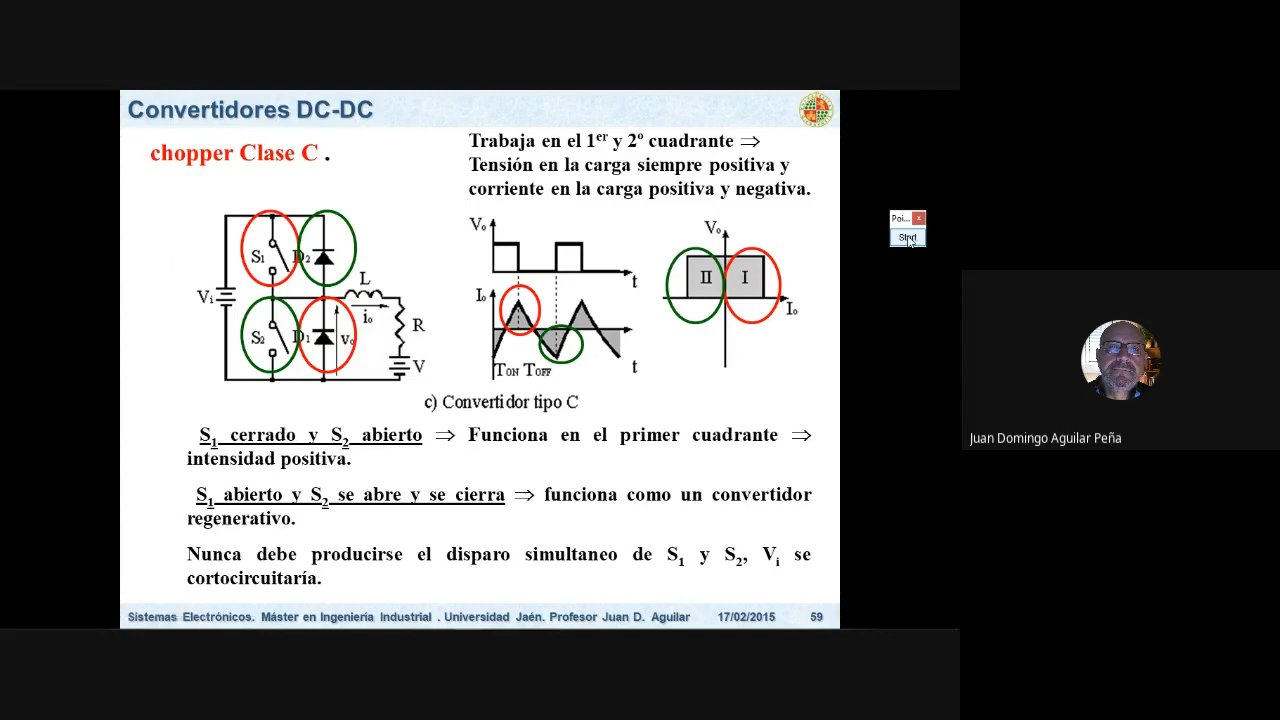 Convertidores DC-DC
chopper Clase C .
Trabaja en el 1er y 2º cuadrante ⇒
Tensión en la carga siempre positiva y
corriente en la carga positiva y negativa.
S1
D2
Vi
S2
D1
L
io
vo
R
V
Vo
t
Io
t
TON TOFF
Vo
II
I
Io
c) Convertidor tipo C
S1 cerrado y S2 abierto ⇒ Funciona en el primer cuadrante ⇒
intensidad positiva.
S1 abierto y S2 se abre y se cierra ⇒ funciona como un convertidor
regenerativo.
Nunca debe producirse el disparo simultaneo de S1 y S2, Vi se
cortocircuitaría.
Sistemas Electrónicos. Máster en Ingeniería Industrial . Universidad Jaén. Profesor Juan D. Aguilar 17/02/2015 59
Poi... x
Start
Juan Domingo Aguilar Peña